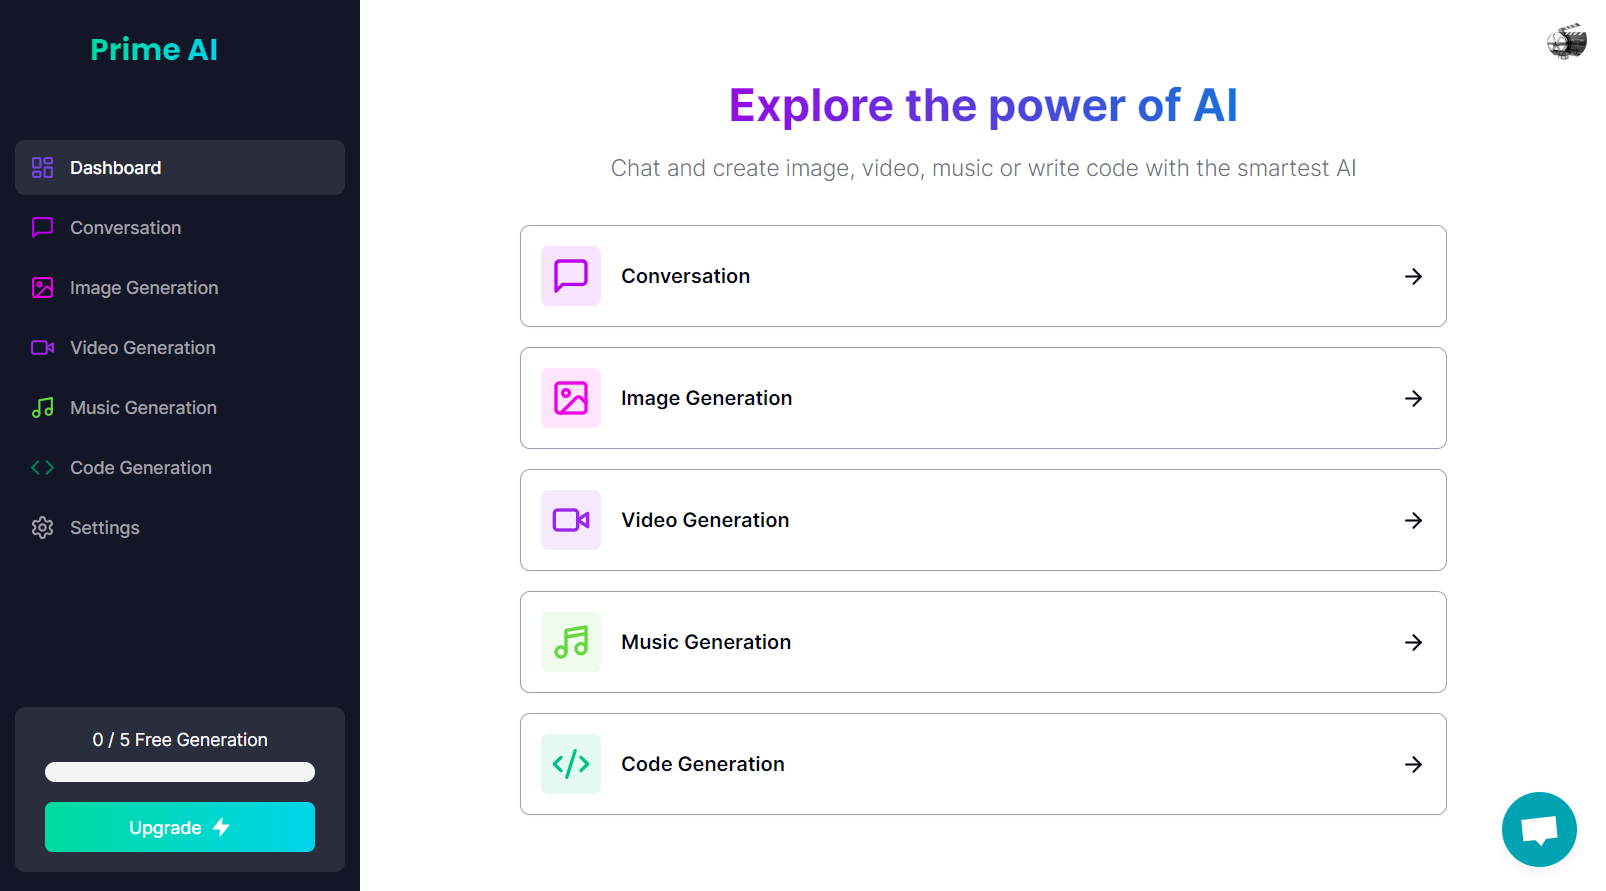 Prime AI
Dashboard
Conversation
Image Generation
Video Generation
Music Generation
Code Generation
Settings
0 / 5 Free Generation
Upgrade
Explore the power of AI
Chat and create image, video, music or write code with the smartest AI
Conversation
Image Generation
Video Generation
Music Generation
Code Generation